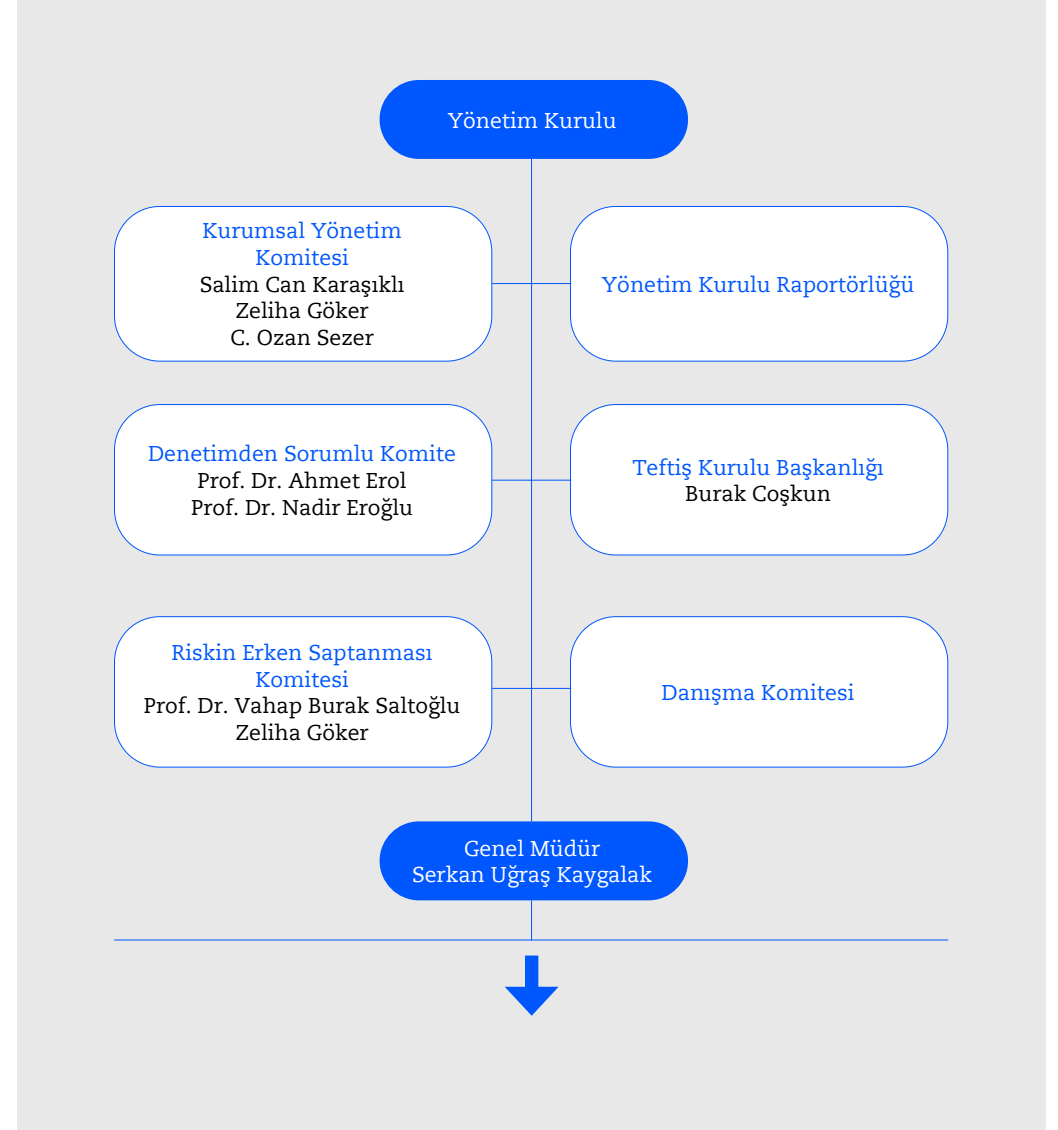 Yönetim Kurulu
Kurumsal Yönetim
Komitesi
Salim Can Karaşıklı
Zeliha Göker
C. Ozan Sezer
Yönetim Kurulu Raportörlüğü
Denetimden Sorumlu Komite
Prof. Dr. Ahmet Erol
Prof. Dr. Nadir Eroğlu
Teftiş Kurulu Başkanlığı
Burak Coşkun
Riskin Erken Saptanması
Komitesi
Prof. Dr. Vahap Burak Saltoğlu
Zeliha Göker
Danışma Komitesi
Genel Müdür
Serkan Uğraş Kaygalak